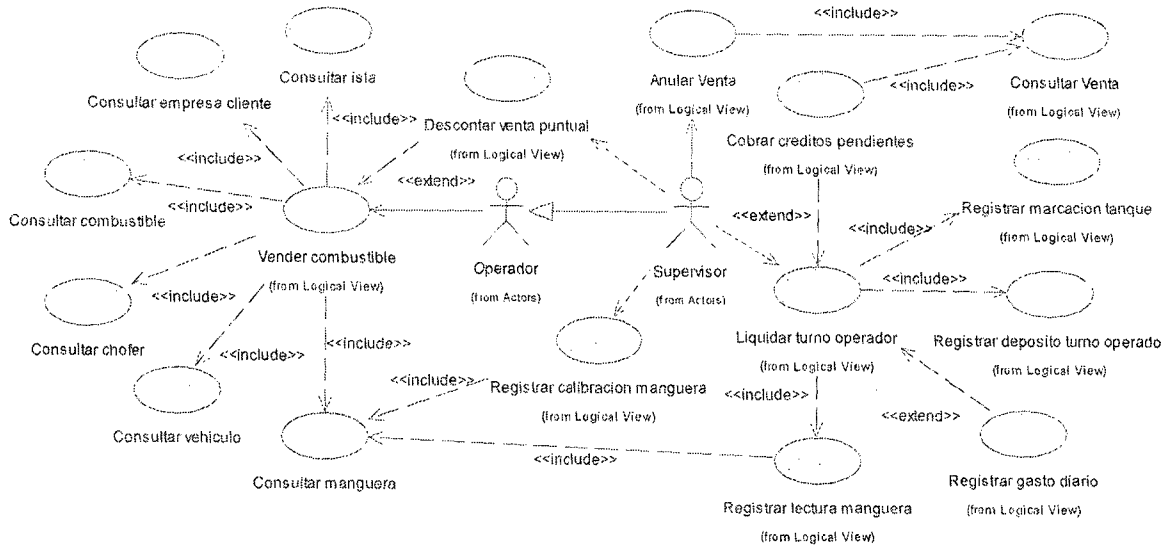 <<include>>
Consultar isla
Anular Venta
(from Logical View)
Consultar Venta
(from Logical View)
<<include>>
Consultar empresa cliente
<<include>>
Descontar venta puntual
(from Logical View)
Cobrar creditos pendientes
(from Logical View)
<<include>>
<<extend>>
<<include>>
Consultar combustible
<<extend>>
Registrar marcacion tanque
(from Logical View)
<<include>>
Vender combustible
(from Logical View)
Operador
(from Actors)
Supervisor
(from Actors)
<<include>>
<<include>>
Consultar chofer
Liquidar turno operador
(from Logical View)
Registrar deposito turno operado
(from Logical View)
<<include>>
<<include>>
<<include>>
Registrar calibracion manguera
(from Logical View)
<<include>>
<<extend>>
Consultar vehiculo
Consultar manguera
<<include>>
Registrar lectura manguera
(from Logical View)
Registrar gasto diario
(from Logical View)